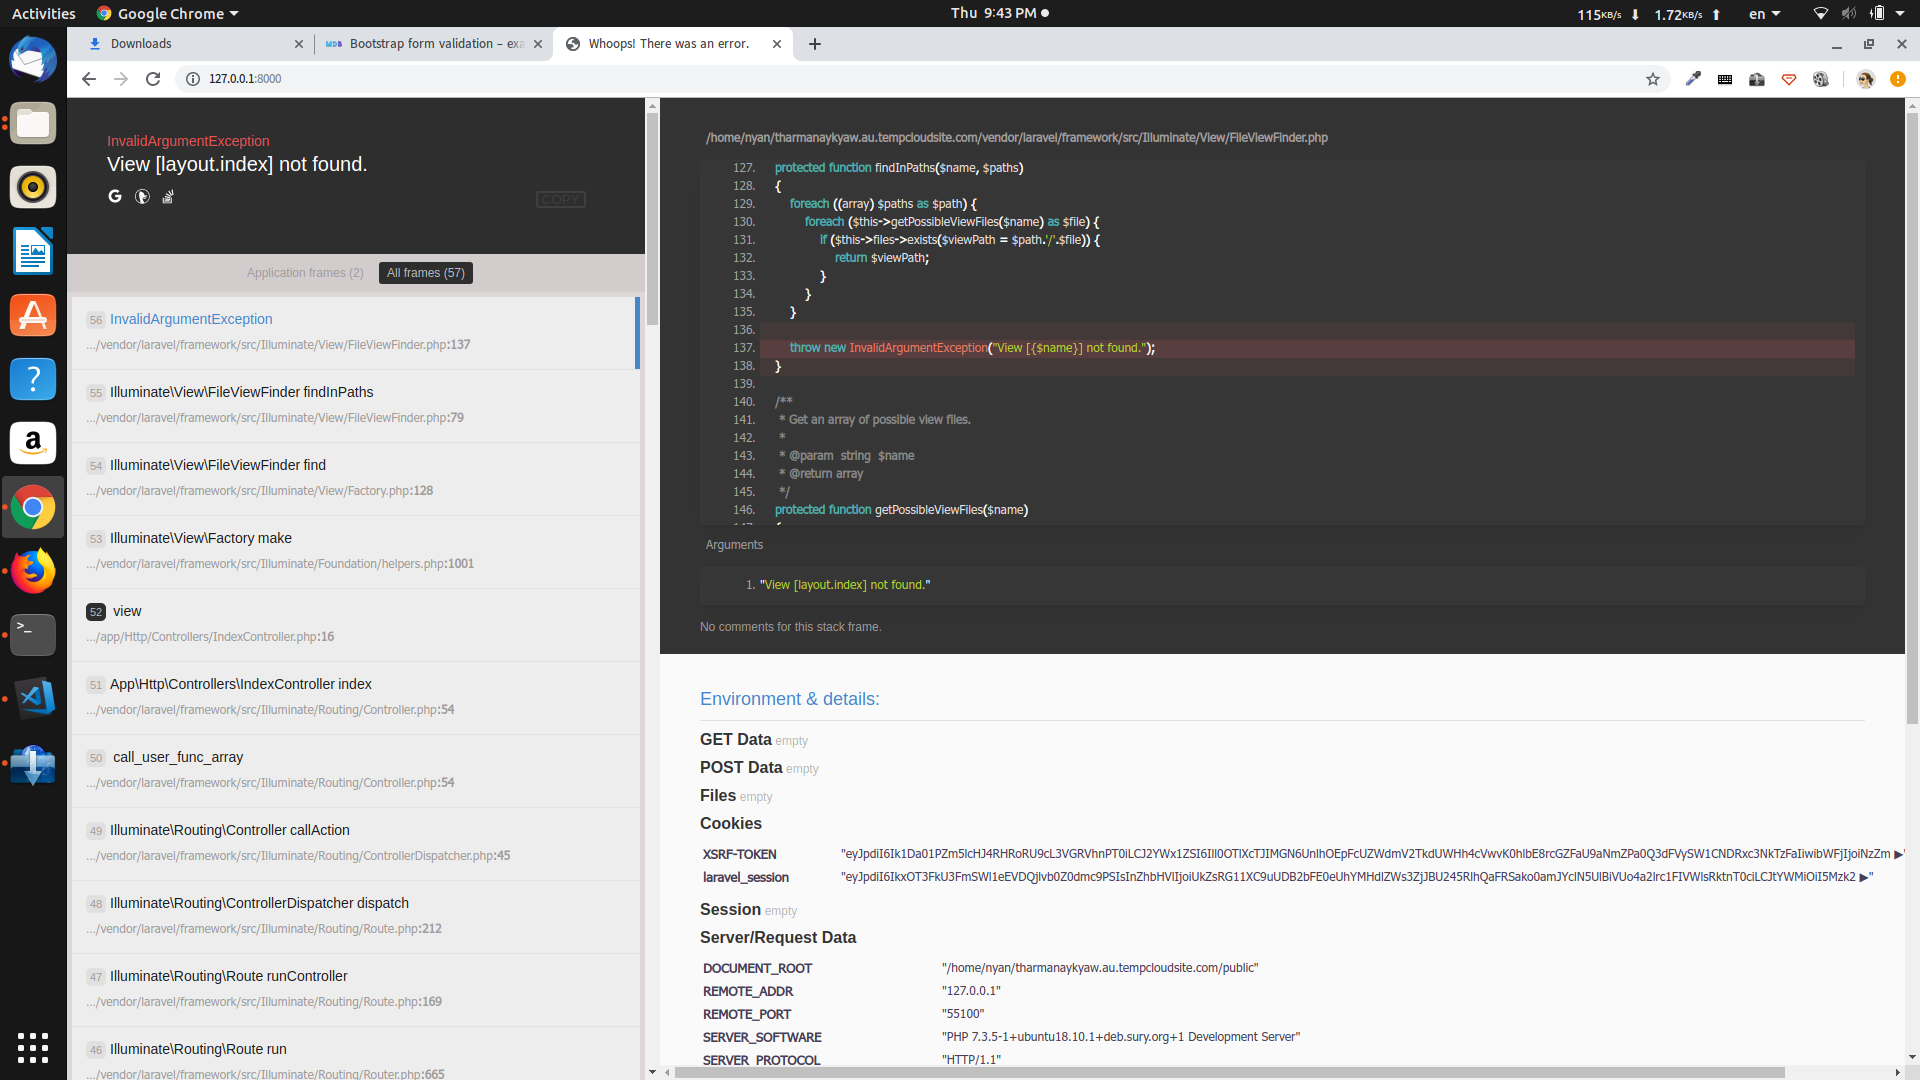 Activities
Google Chrome
Thu 9:43 PM
115KB/s
1.72KB/s
en
Downloads
MDB
Bootstrap form validation – exa
Whoops! There was an error.
127.0.0.1:8000
InvalidArgumentException
View [layout.index] not found.
COPY
Application frames (2)
All frames (57)
56 InvalidArgumentException
…/vendor/laravel/framework/src/Illuminate/View/FileViewFinder.php:137
55 Illuminate\View\FileViewFinder findInPaths
…/vendor/laravel/framework/src/Illuminate/View/FileViewFinder.php:79
54 Illuminate\View\FileViewFinder find
…/vendor/laravel/framework/src/Illuminate/View/Factory.php:128
53 Illuminate\View\Factory make
…/vendor/laravel/framework/src/Illuminate/Foundation/helpers.php:1001
52 view
…/app/Http/Controllers/IndexController.php:16
51 App\Http\Controllers\IndexController index
…/vendor/laravel/framework/src/Illuminate/Routing/Controller.php:54
50 call_user_func_array
…/vendor/laravel/framework/src/Illuminate/Routing/Controller.php:54
49 Illuminate\Routing\Controller callAction
…/vendor/laravel/framework/src/Illuminate/Routing/ControllerDispatcher.php:45
48 Illuminate\Routing\ControllerDispatcher dispatch
…/vendor/laravel/framework/src/Illuminate/Routing/Route.php:212
47 Illuminate\Routing\Route runController
…/vendor/laravel/framework/src/Illuminate/Routing/Route.php:169
46 Illuminate\Routing\Route run
…/vendor/laravel/framework/src/Illuminate/Routing/Router.php:665
/home/nyan/tharmanaykyaw.au.tempcloudsite.com/vendor/laravel/framework/src/Illuminate/View/FileViewFinder.php
127. protected function findInPaths($name, $paths)
128. {
129. foreach ((array) $paths as $path) {
130. foreach ($this->getPossibleViewFiles($name) as $file) {
131. if ($this->files->exists($viewPath = $path.'/'.$file)) {
132. return $viewPath;
133. }
134. }
135. }
136.
137. throw new InvalidArgumentException("View [{$name}] not found.");
138. }
139.
140. /**
141. * Get an array of possible view files.
142. *
143. * @param string $name
144. * @return array
145. */
146. protected function getPossibleViewFiles($name)
147. {
Arguments
1. "View [layout.index] not found."
No comments for this stack frame.
Environment & details:
GET Data empty
POST Data empty
Files empty
Cookies
XSRF-TOKEN
laravel_session
Session empty
Server/Request Data
DOCUMENT_ROOT "/home/nyan/tharmanaykyaw.au.tempcloudsite.com/public"
REMOTE_ADDR "127.0.0.1"
REMOTE_PORT "55100"
SERVER_SOFTWARE "PHP 7.3.5-1+ubuntu18.10.1+deb.sury.org+1 Development Server"
SERVER_PROTOCOL "HTTP/1.1"